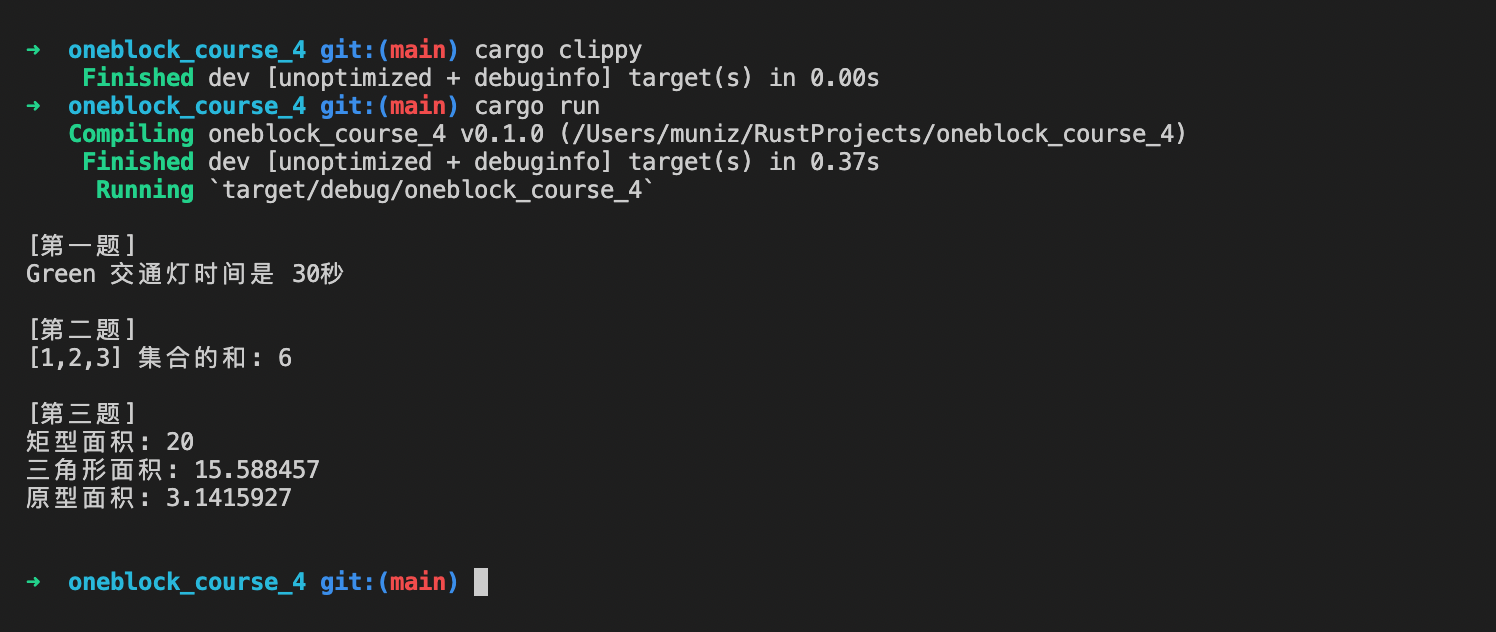 ➜  oneblock_course_4 git:(main) cargo clippy
    Finished dev [unoptimized + debuginfo] target(s) in 0.00s
➜  oneblock_course_4 git:(main) cargo run
   Compiling oneblock_course_4 v0.1.0 (/Users/muniz/RustProjects/oneblock_course_4)
    Finished dev [unoptimized + debuginfo] target(s) in 0.37s
     Running `target/debug/oneblock_course_4`
[第一题]
Green 交通灯时间是 30秒
[第二题]
[1,2,3] 集合的和: 6
[第三题]
矩型面积: 20
三角形面积: 15.588457
原型面积: 3.1415927
➜  oneblock_course_4 git:(main)